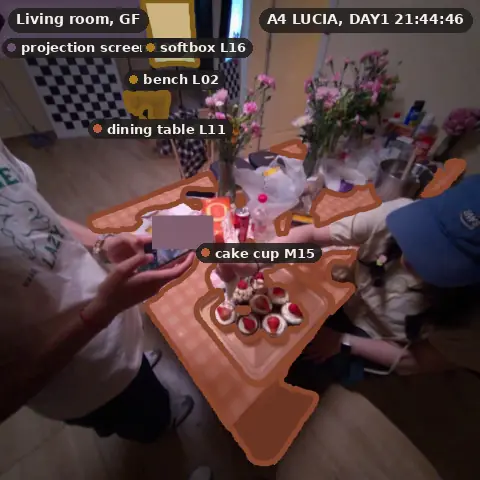 Living room, GF
A4 LUCIA, DAY1 21:44:46
projection screen
softbox L16
bench L02
dining table L11
cake cup M15